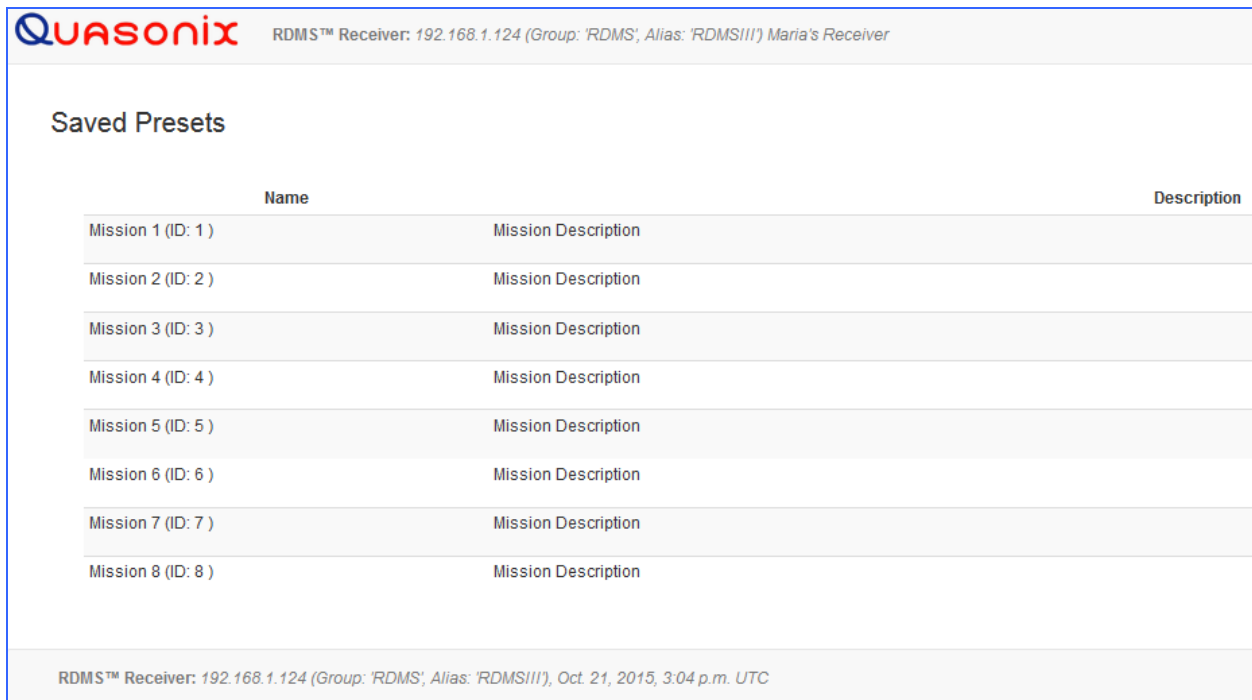 Quasonix RDMS™ Receiver: 192.168.1.124 (Group: 'RDMS', Alias: 'RDMSIII') Maria's Receiver
Saved Presets
Name Description
Mission 1 (ID: 1 ) Mission Description
Mission 2 (ID: 2 ) Mission Description
Mission 3 (ID: 3 ) Mission Description
Mission 4 (ID: 4 ) Mission Description
Mission 5 (ID: 5 ) Mission Description
Mission 6 (ID: 6 ) Mission Description
Mission 7 (ID: 7 ) Mission Description
Mission 8 (ID: 8 ) Mission Description
RDMS™ Receiver: 192.168.1.124 (Group: 'RDMS', Alias: 'RDMSIII'), Oct. 21, 2015, 3:04 p.m. UTC